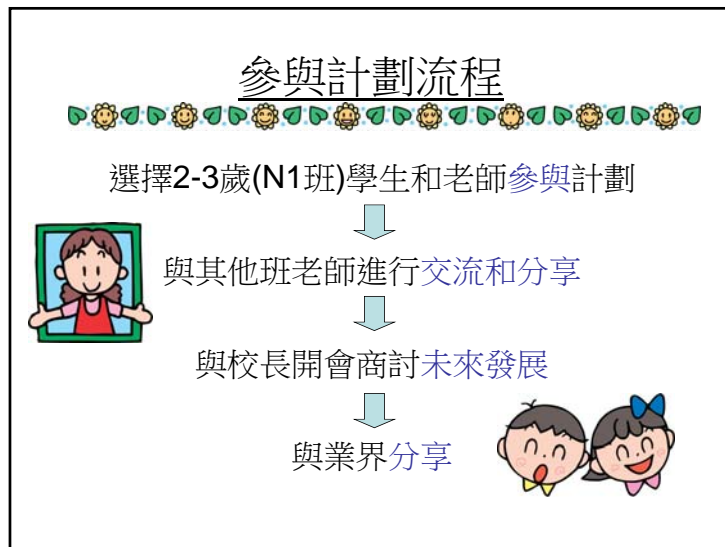 參與計劃流程
選擇2-3歲(N1班)學生和老師參與計劃
與其他班老師進行交流和分享
與校長開會商討未來發展
與業界分享